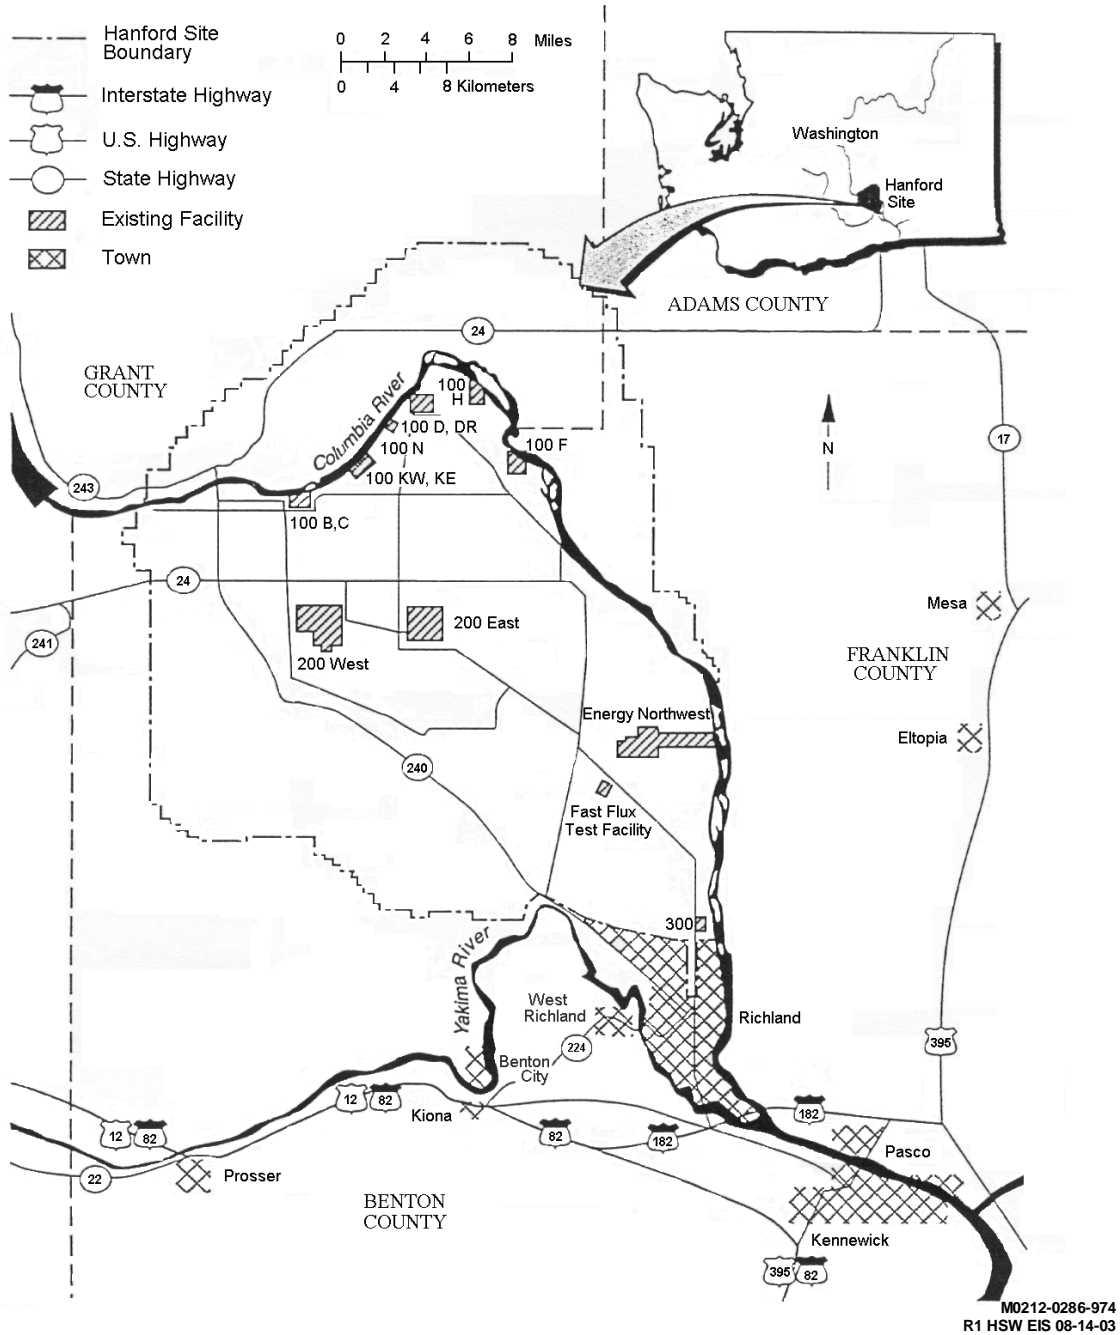 Hanford Site
Boundary
Interstate Highway
U.S. Highway
State Highway
Existing Facility
Town
0 2 4 6 8 Miles
0 4 8 Kilometers
Washington
Hanford
Site
ADAMS COUNTY
24
GRANT
COUNTY
Columbia River
100
H
100 D, DR
100 N
100 F
N
17
243
100 KW, KE
100 B,C
24
241
200 East
200 West
Mesa
FRANKLIN
COUNTY
Energy Northwest
Eltopia
240
Fast Flux
Test Facility
300
Yakima River
West
Richland
Richland
224
395
Benton
City
12
82
Kiona
182
12
82
82
182
Pasco
22
Prosser
BENTON
COUNTY
Kennewick
395
82
M0212-0286-974
R1 HSW EIS 08-14-03